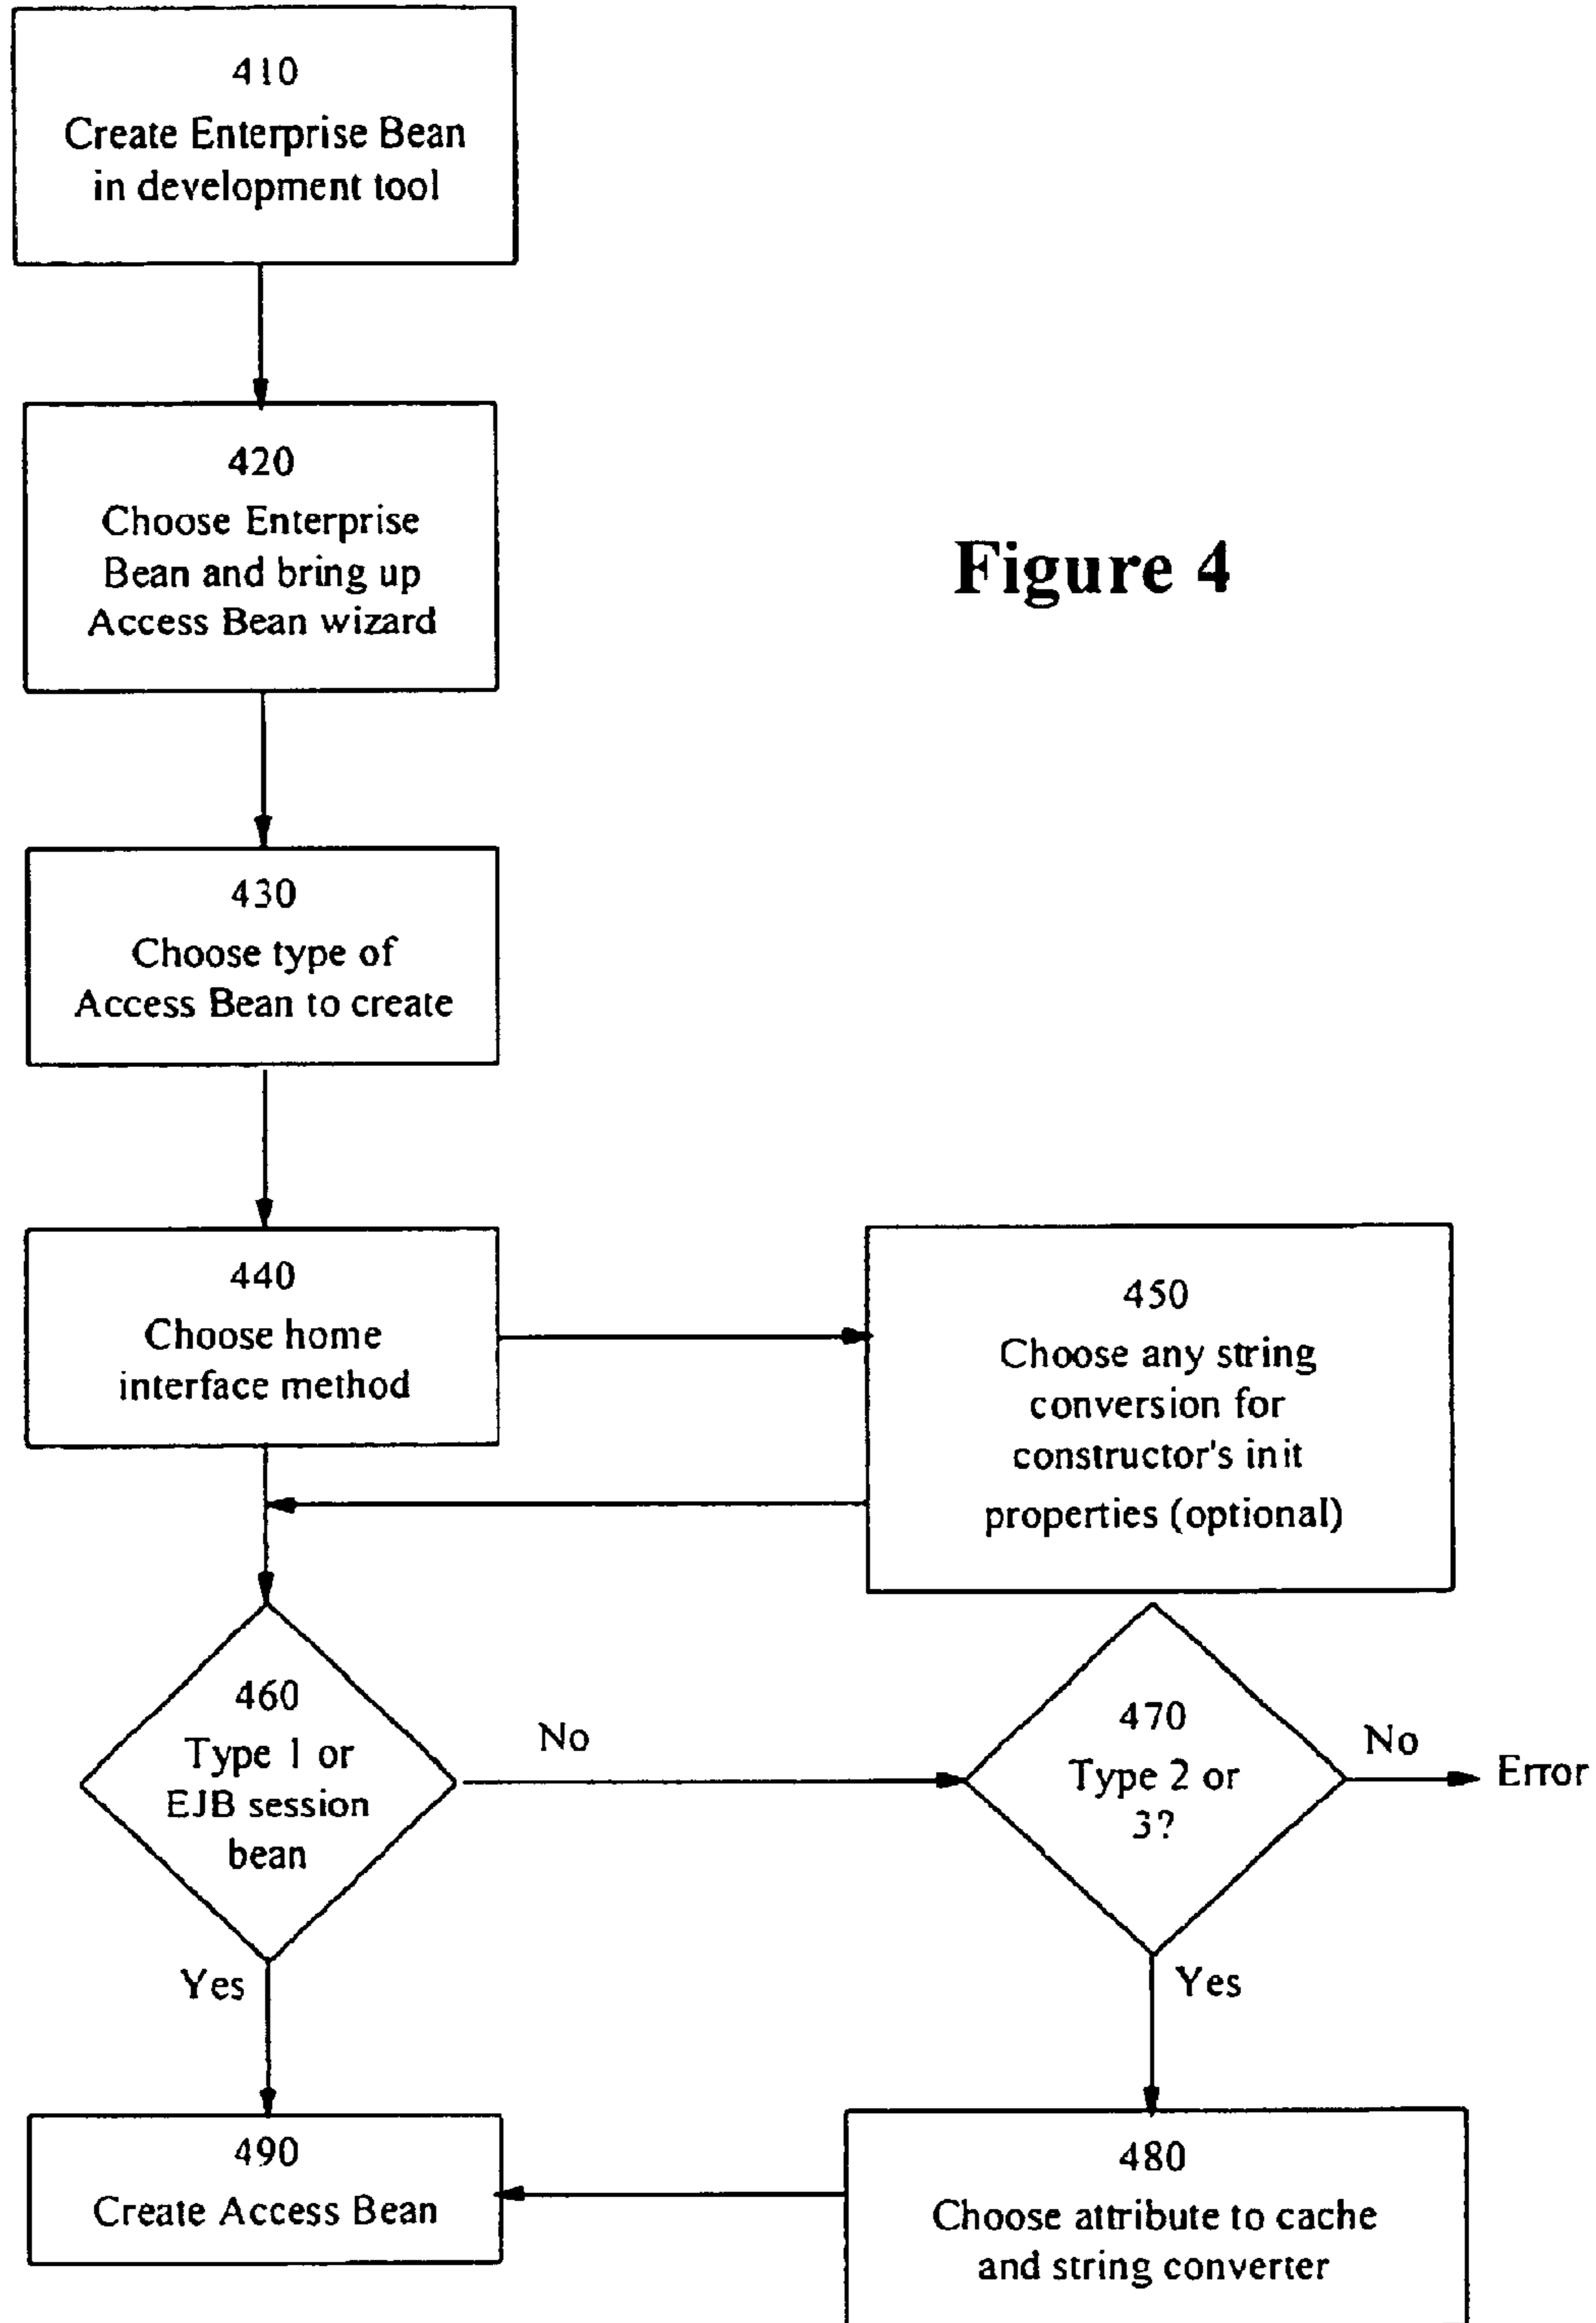 410
Create Enterprise Bean
in development tool
420
Choose Enterprise
Bean and bring up
Access Bean wizard
Figure 4
430
Choose type of
Access Bean to create
440
Choose home
interface method
450
Choose any string
conversion for
constructor's init
properties (optional)
460
Type 1 or
EJB session
bean
No
470
Type 2 or
3?
No
Error
Yes
Yes
490
Create Access Bean
480
Choose attribute to cache
and string converter